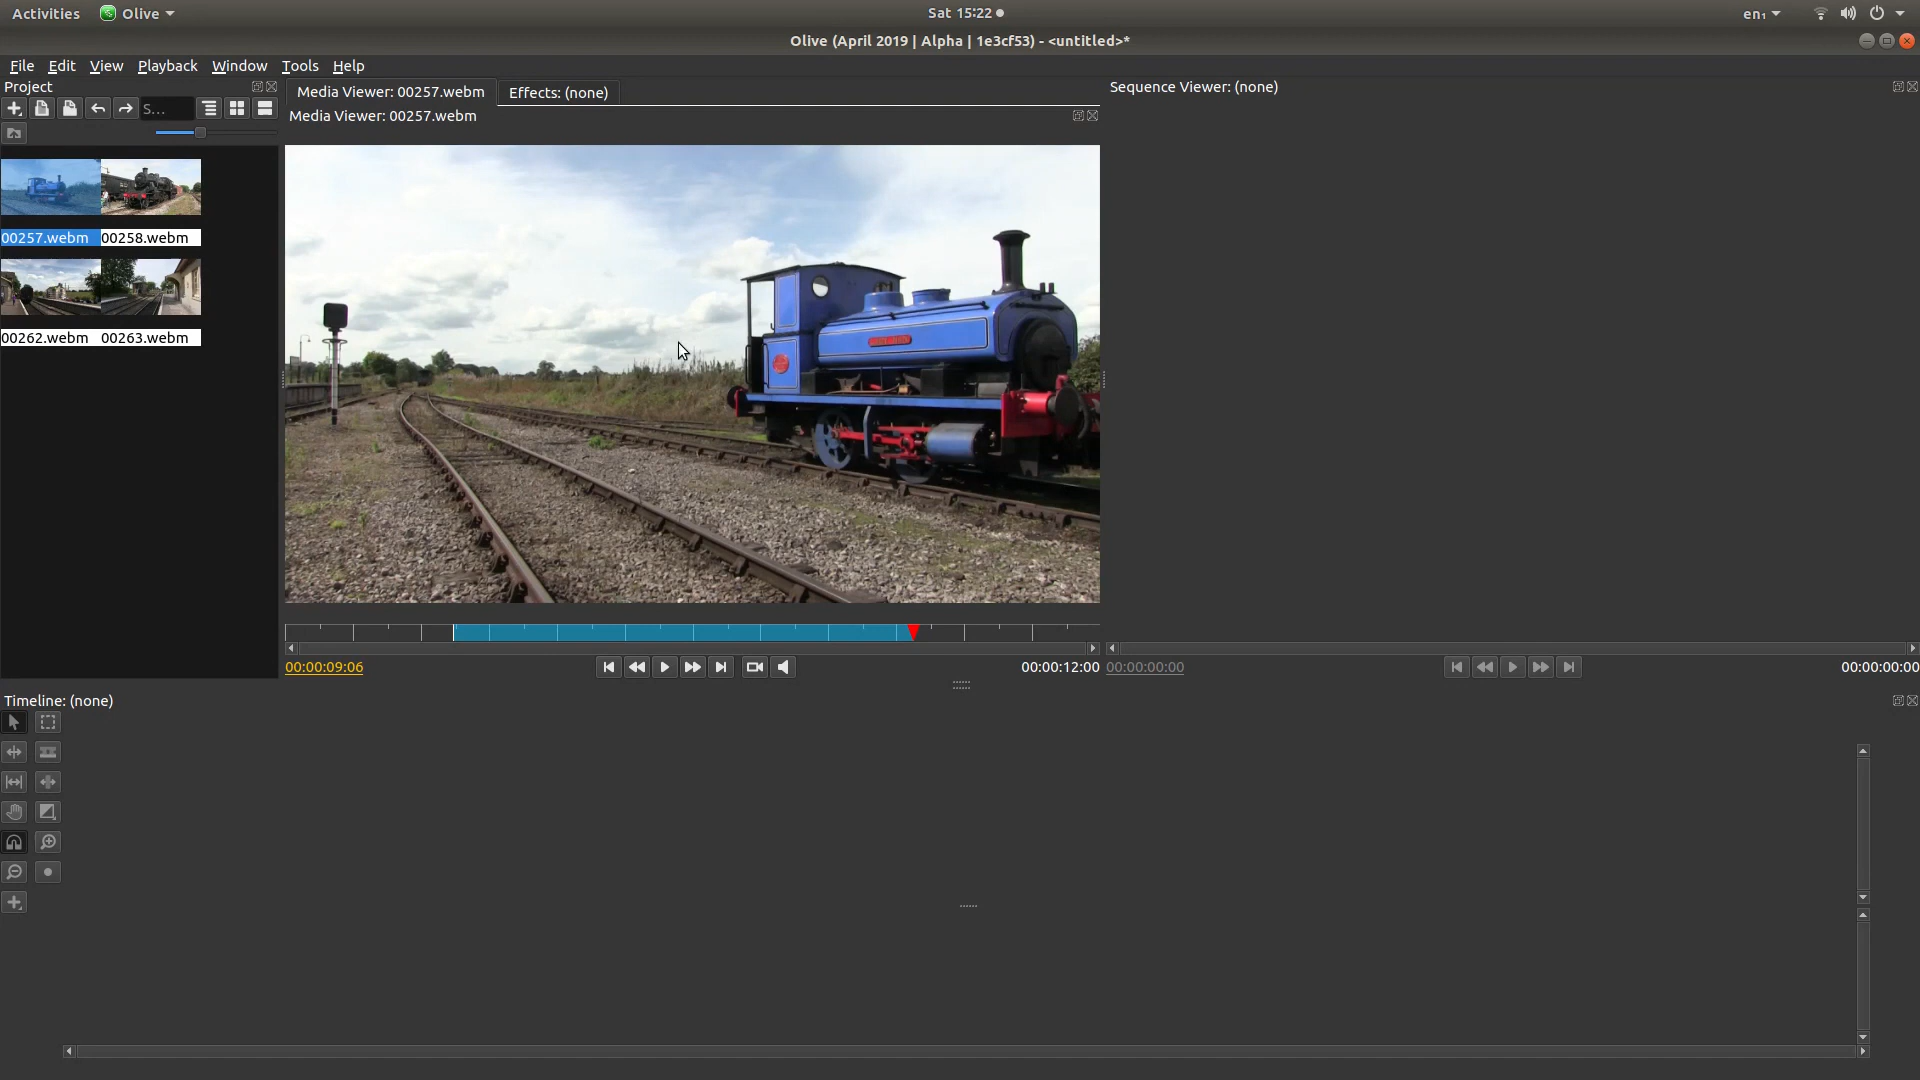 Activities
Olive
Sat 15:22
en₁
Olive (April 2019 | Alpha | 1e3cf53) - <untitled>*
File Edit View Playback Window Tools Help
Project
S...
00257.webm 00258.webm
00262.webm 00263.webm
Media Viewer: 00257.webm
Effects: (none)
Media Viewer: 00257.webm
00:00:09:06
00:00:12:00
Sequence Viewer: (none)
00:00:00:00
00:00:00:00
Timeline: (none)